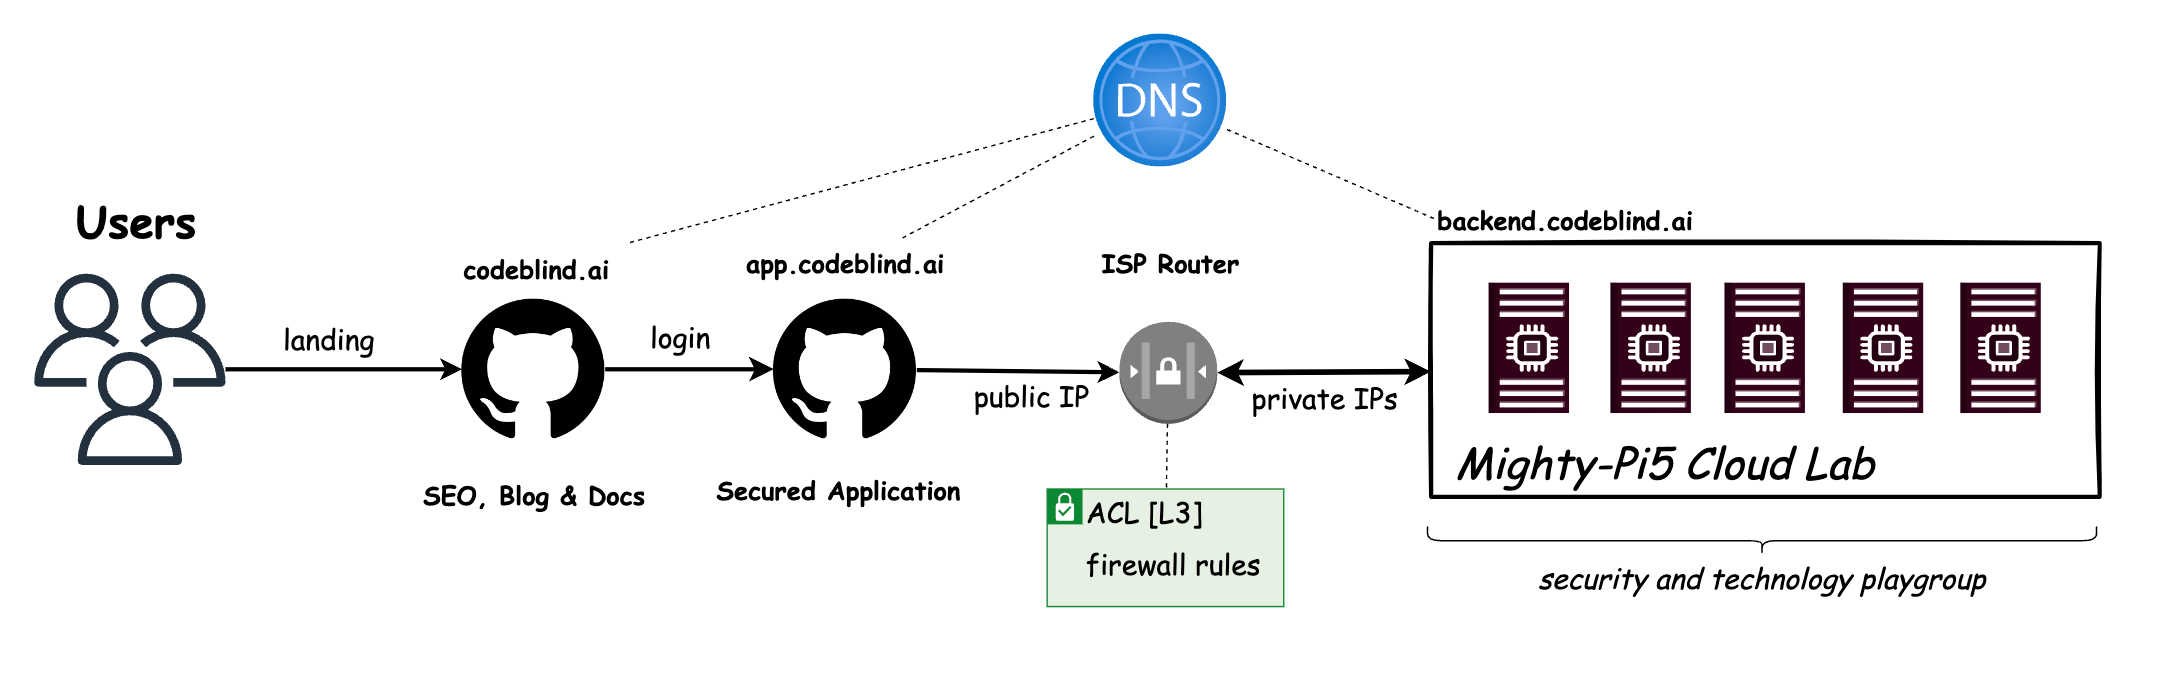 DNS
Users
backend.codeblind.ai
codeblind.ai
app.codeblind.ai
ISP Router
landing
login
public IP
private IPs
Mighty-Pi5 Cloud Lab
SEO, Blog & Docs
Secured Application
ACL [L3]
firewall rules
security and technology playgroup